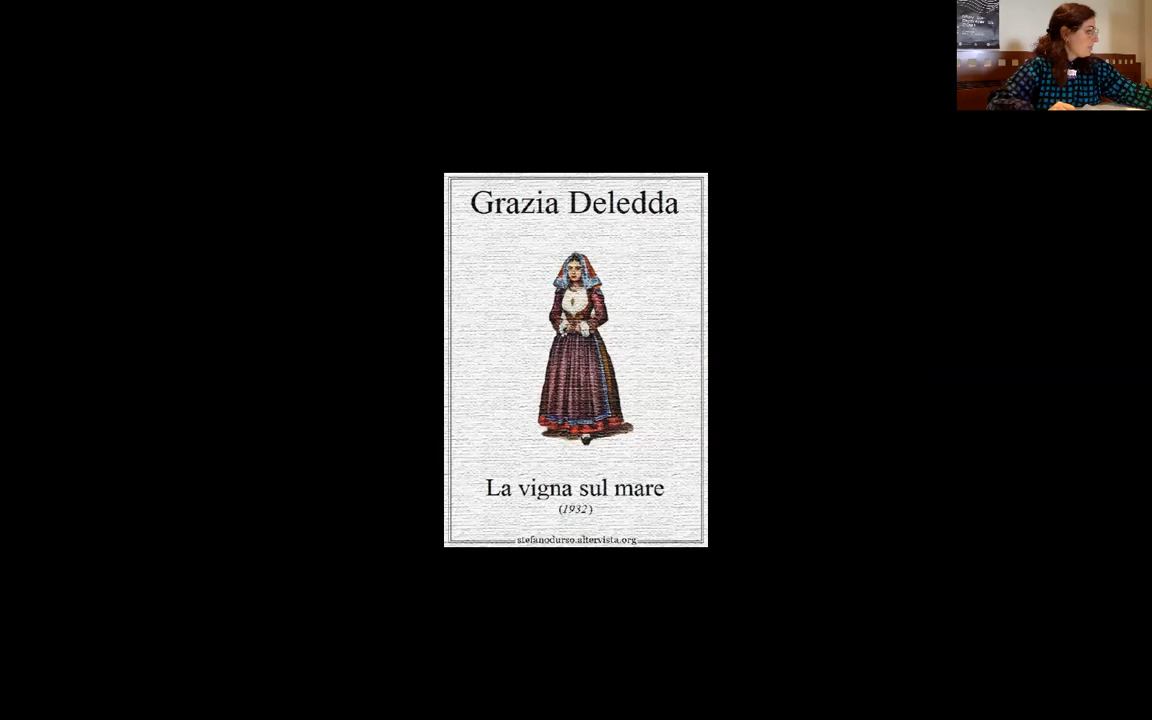 Grazia Deledda
La vigna sul mare
(1932)
stefanodurso.altervista.org